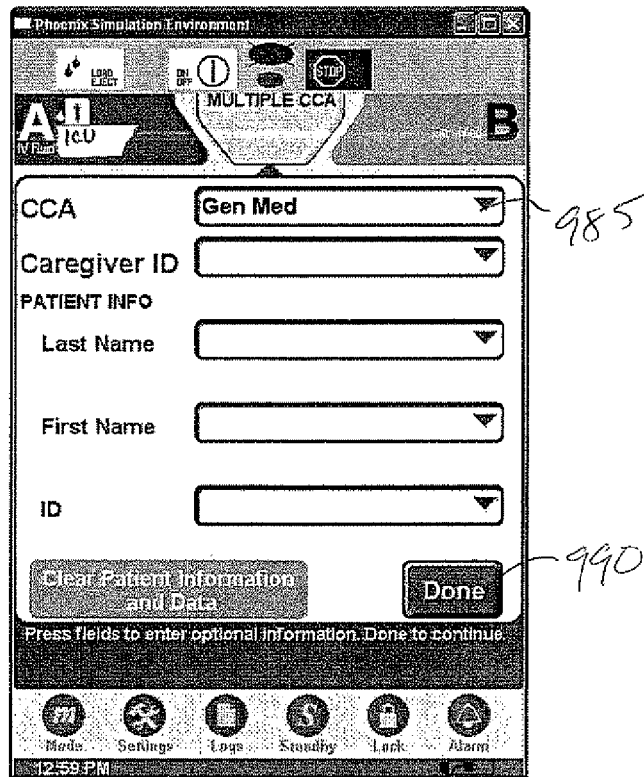 Phoenix Simulation Environment
LOAD EJECT
ON OFF
STOP
MULTIPLE CCA
A
1
ICU
IV Fluid
B
CCA
Gen Med
985
Caregiver ID
PATIENT INFO
Last Name
First Name
ID
Clear Patient Information
and Data
Done
990
Press fields to enter optional information. Done to continue
Mode
Settings
Logs
Standby
Lock
Alarm
12:59 PM